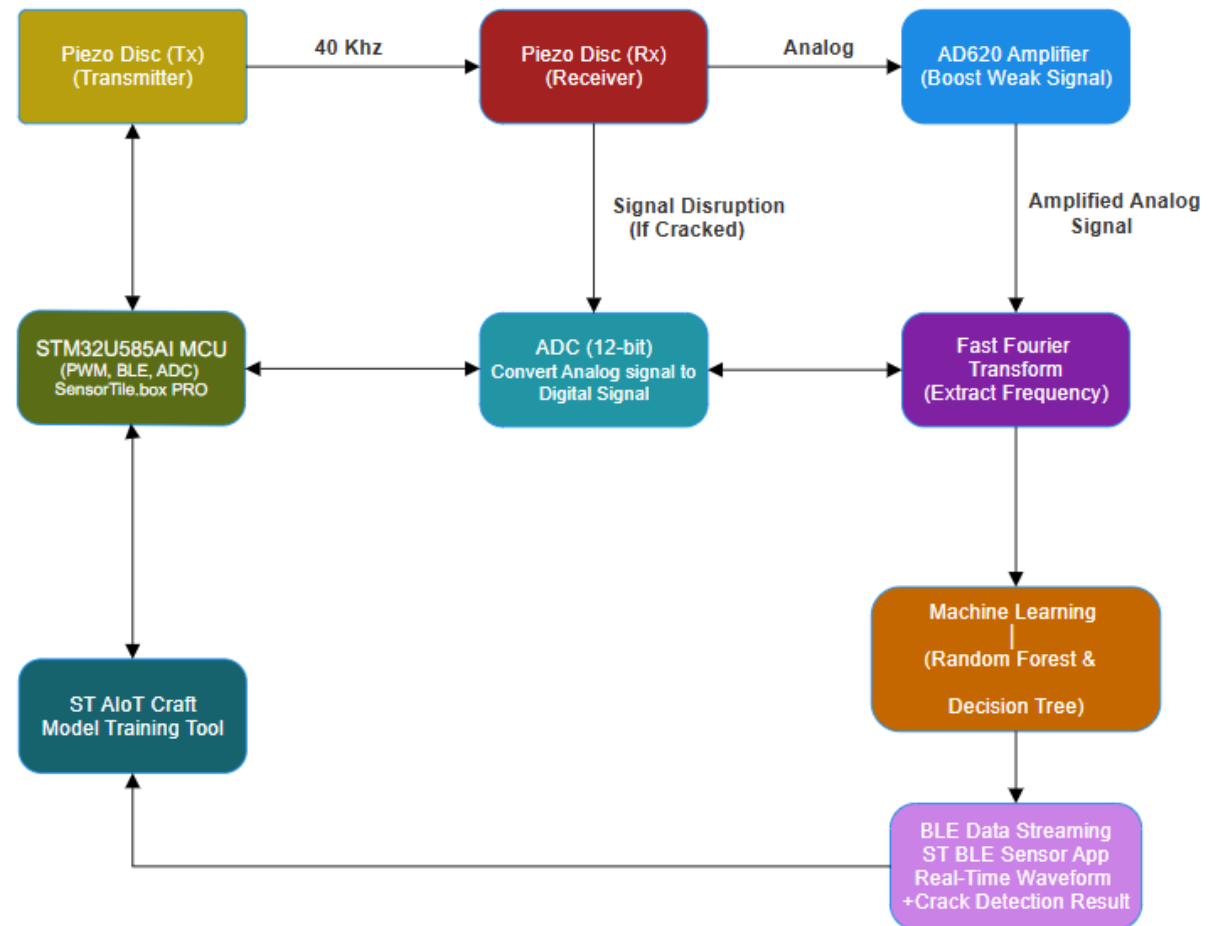 Piezo Disc (Tx)
(Transmitter)
40 Khz
Piezo Disc (Rx)
(Receiver)
Analog
AD620 Amplifier
(Boost Weak Signal)
Signal Disruption
(If Cracked)
Amplified Analog
Signal
STM32U585AI MCU
(PWM, BLE, ADC)
SensorTile.box PRO
ADC (12-bit)
Convert Analog signal to
Digital Signal
Fast Fourier
Transform
(Extract Frequency)
Machine Learning
|
(Random Forest &
Decision Tree)
ST AIoT Craft
Model Training Tool
BLE Data Streaming
ST BLE Sensor App
Real-Time Waveform
+Crack Detection Result